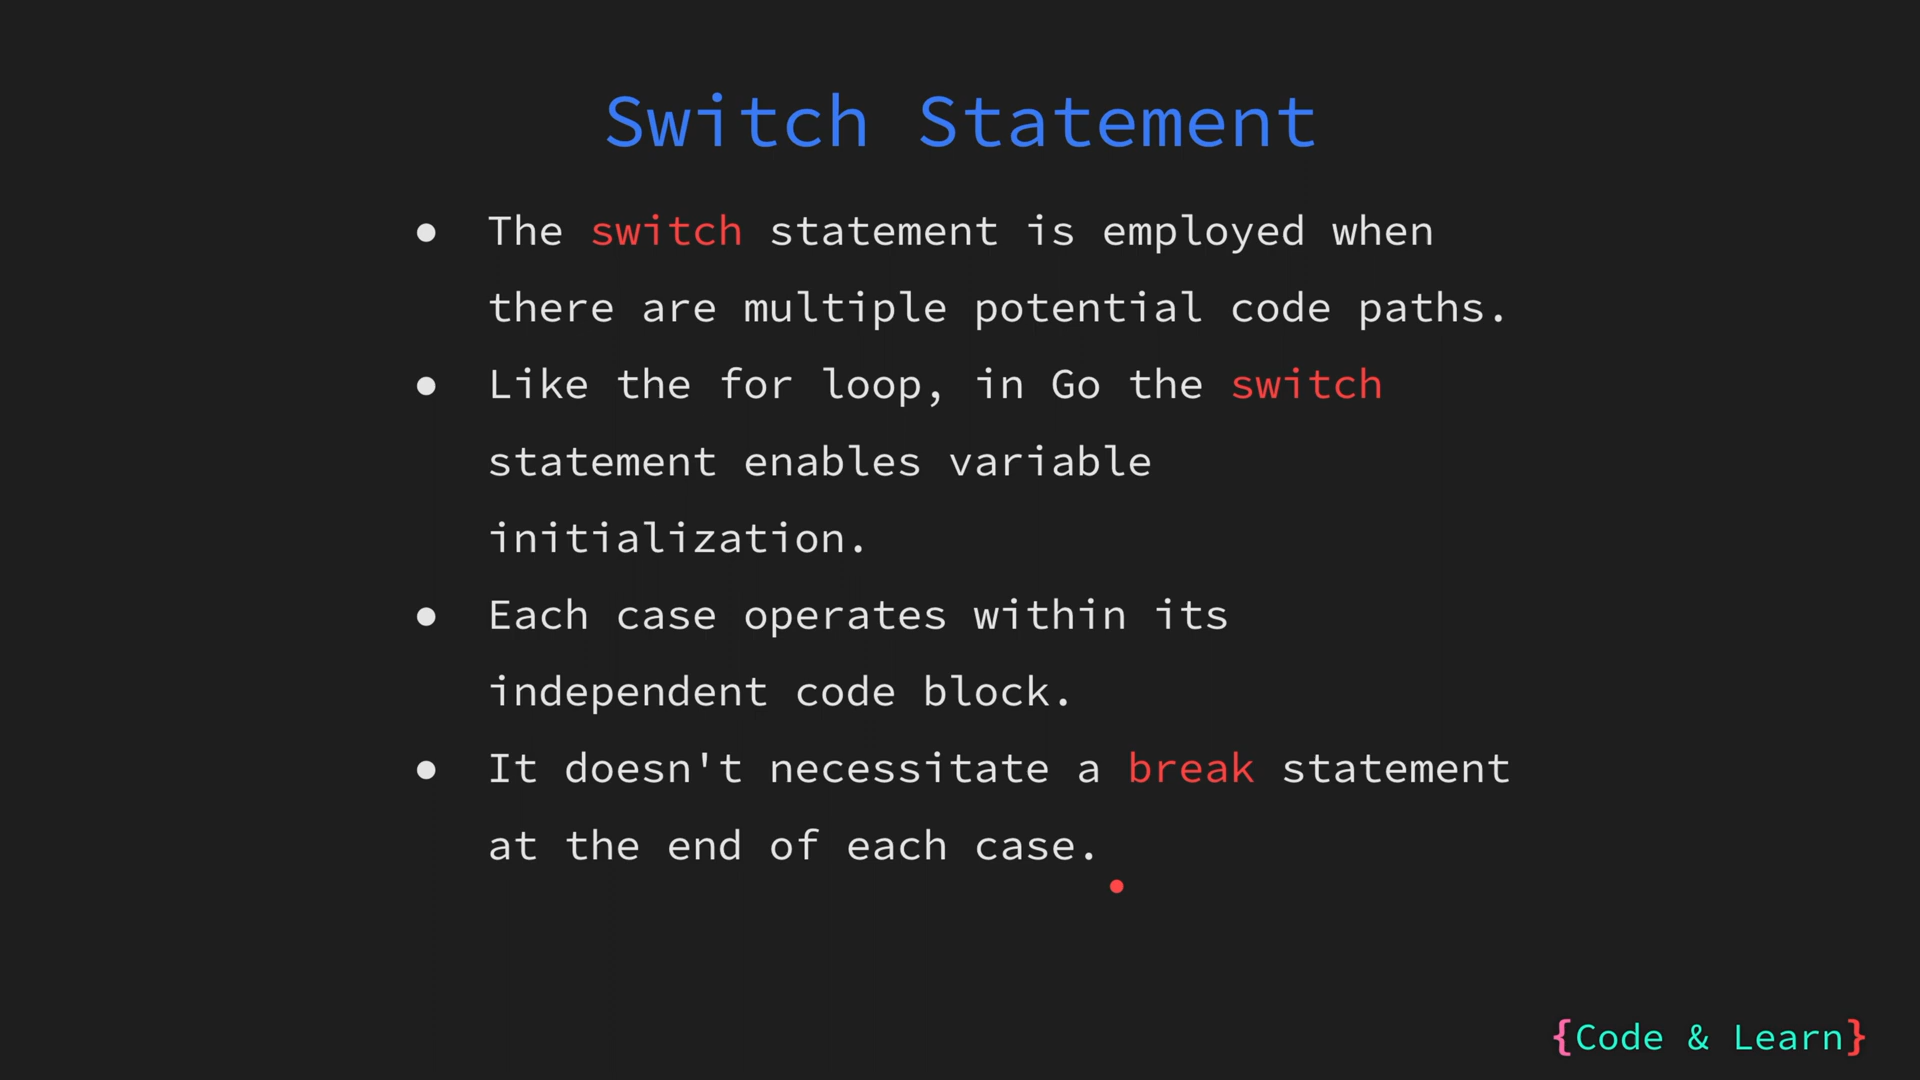 Switch Statement
● The switch statement is employed when
there are multiple potential code paths.
● Like the for loop, in Go the switch
statement enables variable
initialization.
● Each case operates within its
independent code block.
● It doesn't necessitate a break statement
at the end of each case.
{Code & Learn}